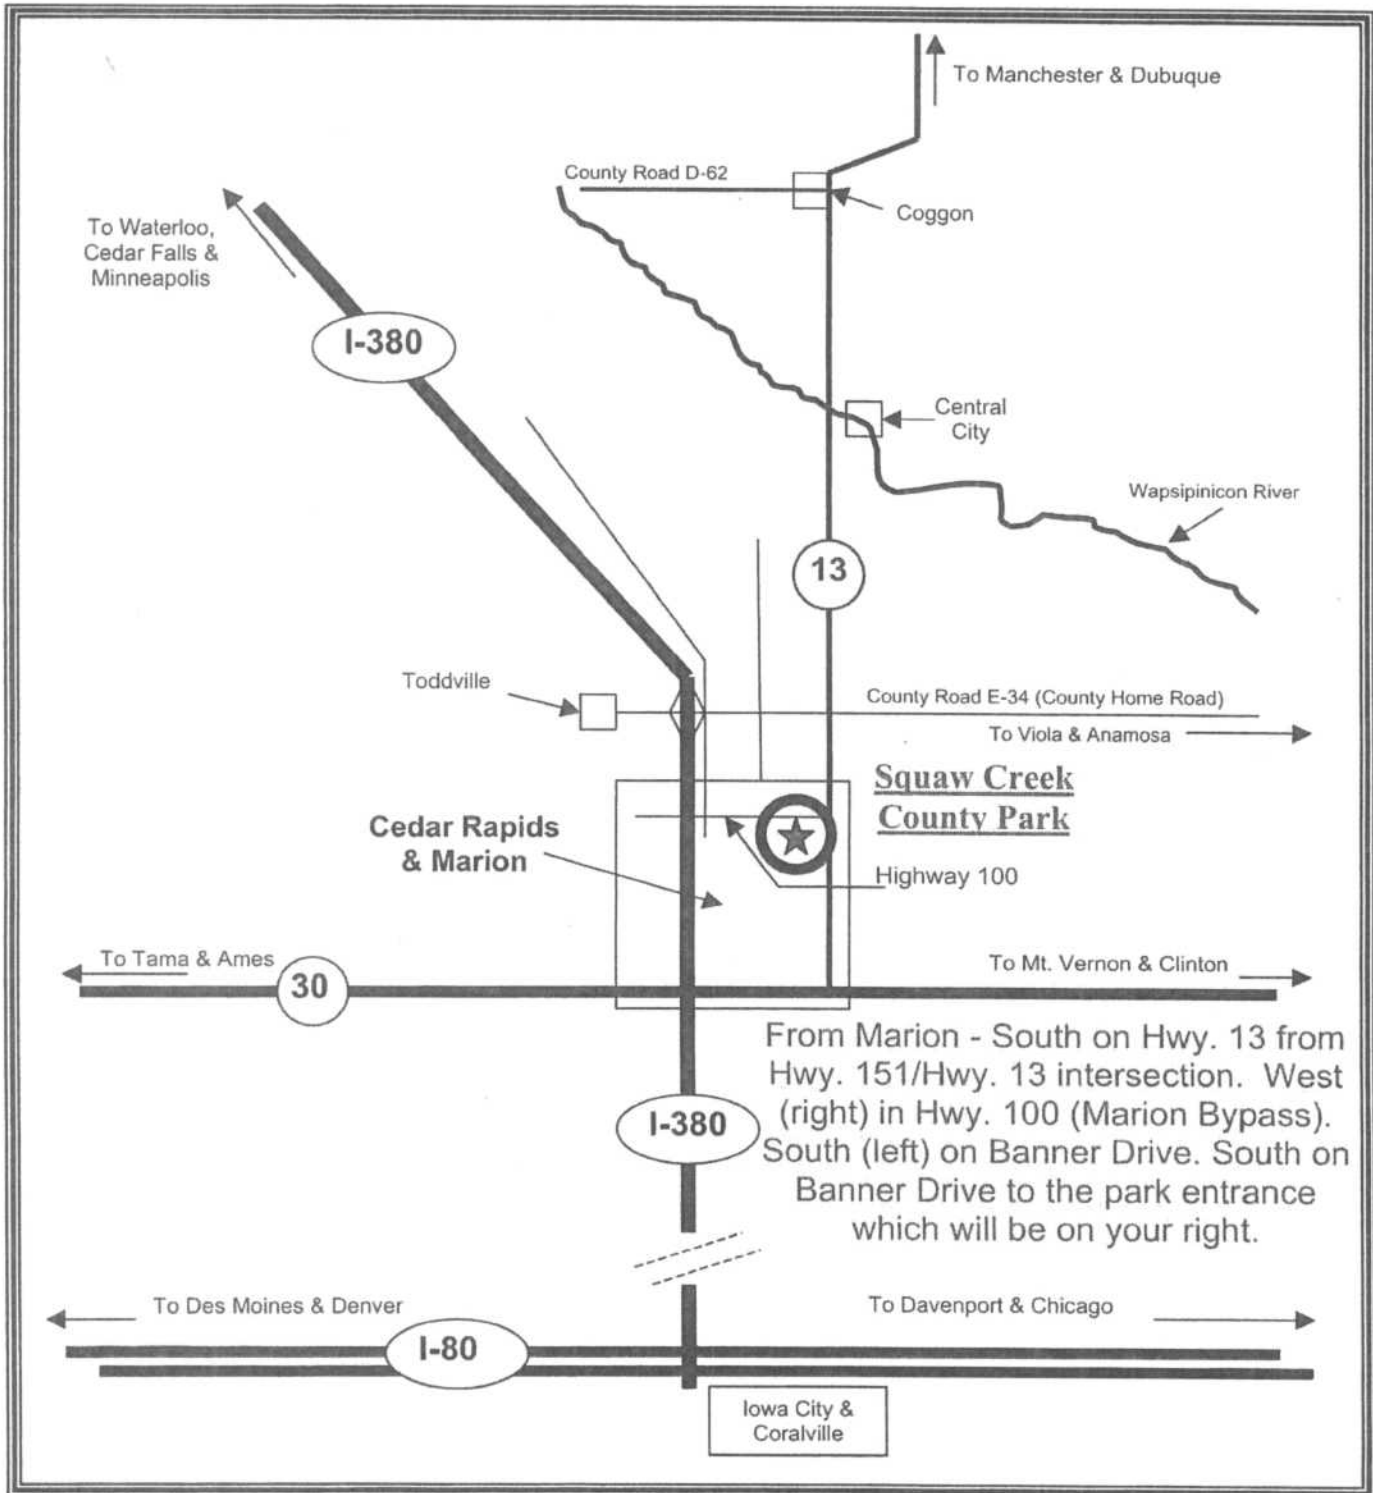 To Manchester & Dubuque
County Road D-62
Coggon
To Waterloo,
Cedar Falls &
Minneapolis
I-380
Central
City
Wapsipinicon River
13
Toddville
County Road E-34 (County Home Road)
To Viola & Anamosa
Squaw Creek
County Park
Cedar Rapids
& Marion
Highway 100
To Tama & Ames
30
To Mt. Vernon & Clinton
From Marion - South on Hwy. 13 from
Hwy. 151/Hwy. 13 intersection. West
(right) in Hwy. 100 (Marion Bypass).
South (left) on Banner Drive. South on
Banner Drive to the park entrance
which will be on your right.
I-380
To Des Moines & Denver
To Davenport & Chicago
I-80
Iowa City &
Coralville